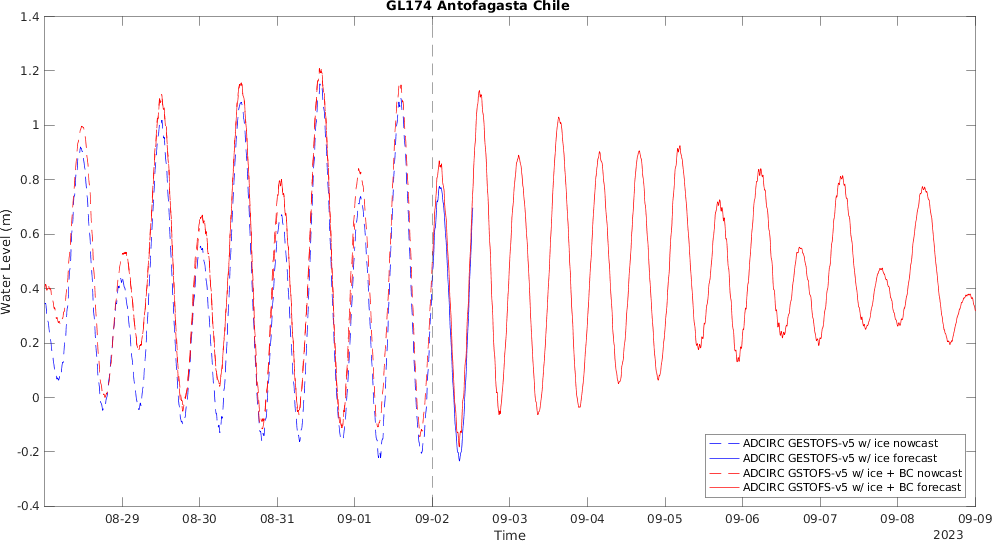 GL174 Antofagasta Chile
1.4
1.2
1
0.8
0.6
0.4
0.2
0
-0.2
-0.4
Water Level (m)
ADCIRC GESTOFS-v5 w/ ice nowcast
ADCIRC GESTOFS-v5 w/ ice forecast
ADCIRC GSTOFS-v5 w/ ice + BC nowcast
ADCIRC GSTOFS-v5 w/ ice + BC forecast
08-29 08-30 08-31 09-01 09-02 09-03 09-04 09-05 09-06 09-07 09-08 09-09
Time
2023